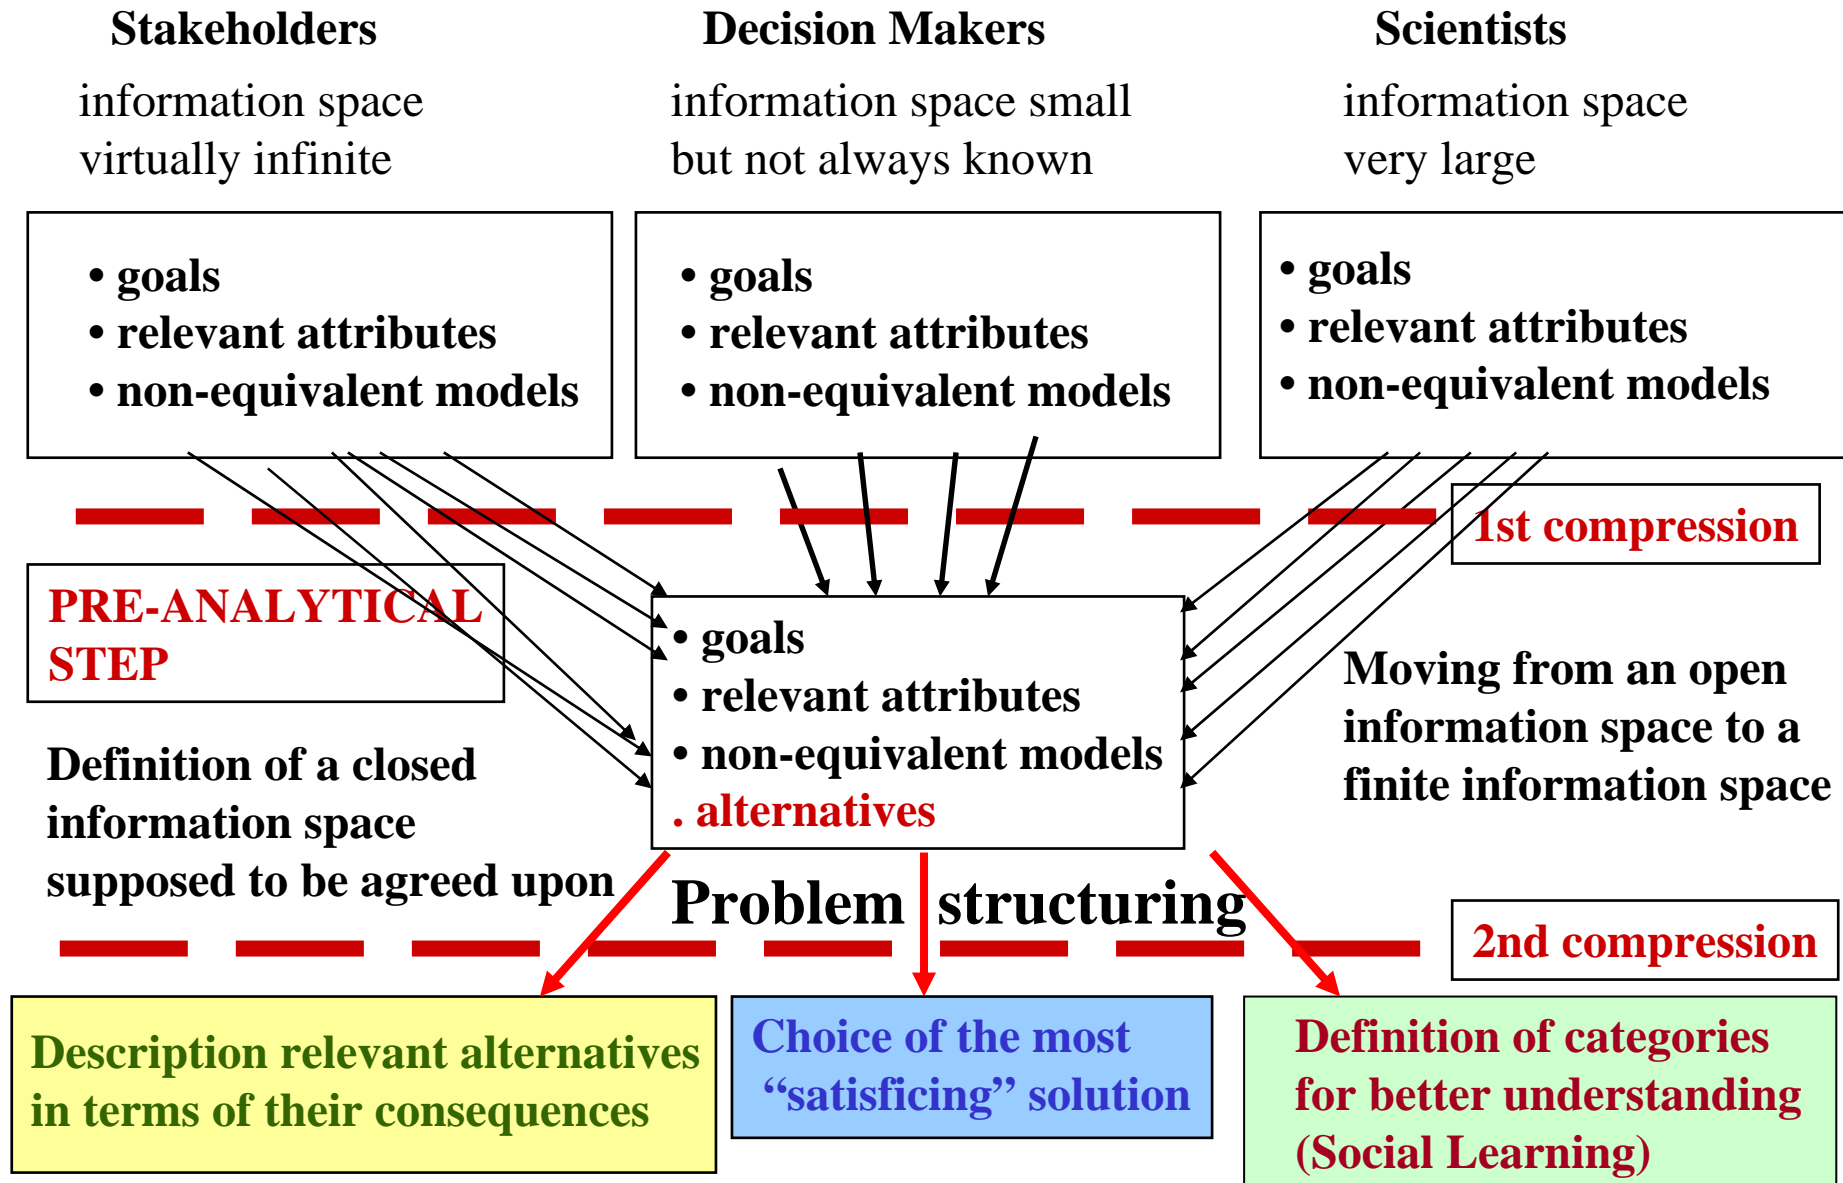 Stakeholders
information space
virtually infinite
Decision Makers
information space small
but not always known
Scientists
information space
very large
• goals
• relevant attributes
• non-equivalent models
• goals
• relevant attributes
• non-equivalent models
• goals
• relevant attributes
• non-equivalent models
1st compression
PRE-ANALYTICAL
STEP
• goals
• relevant attributes
• non-equivalent models
. alternatives
Definition of a closed
information space
supposed to be agreed upon
Moving from an open
information space to a
finite information space
Problem structuring
2nd compression
Description relevant alternatives
in terms of their consequences
Choice of the most
“satisficing” solution
Definition of categories
for better understanding
(Social Learning)